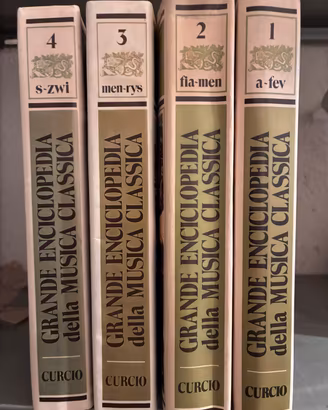 4
s-zwi
GRANDE ENCICLOPEDIA
della MUSICA CLASSICA
CURCIO
3
men-rys
GRANDE ENCICLOPEDIA
della MUSICA CLASSICA
CURCIO
2
fia-men
GRANDE ENCICLOPEDIA
della MUSICA CLASSICA
CURCIO
1
a-fev
GRANDE ENCICLOPEDIA
della MUSICA CLASSICA
CURCIO